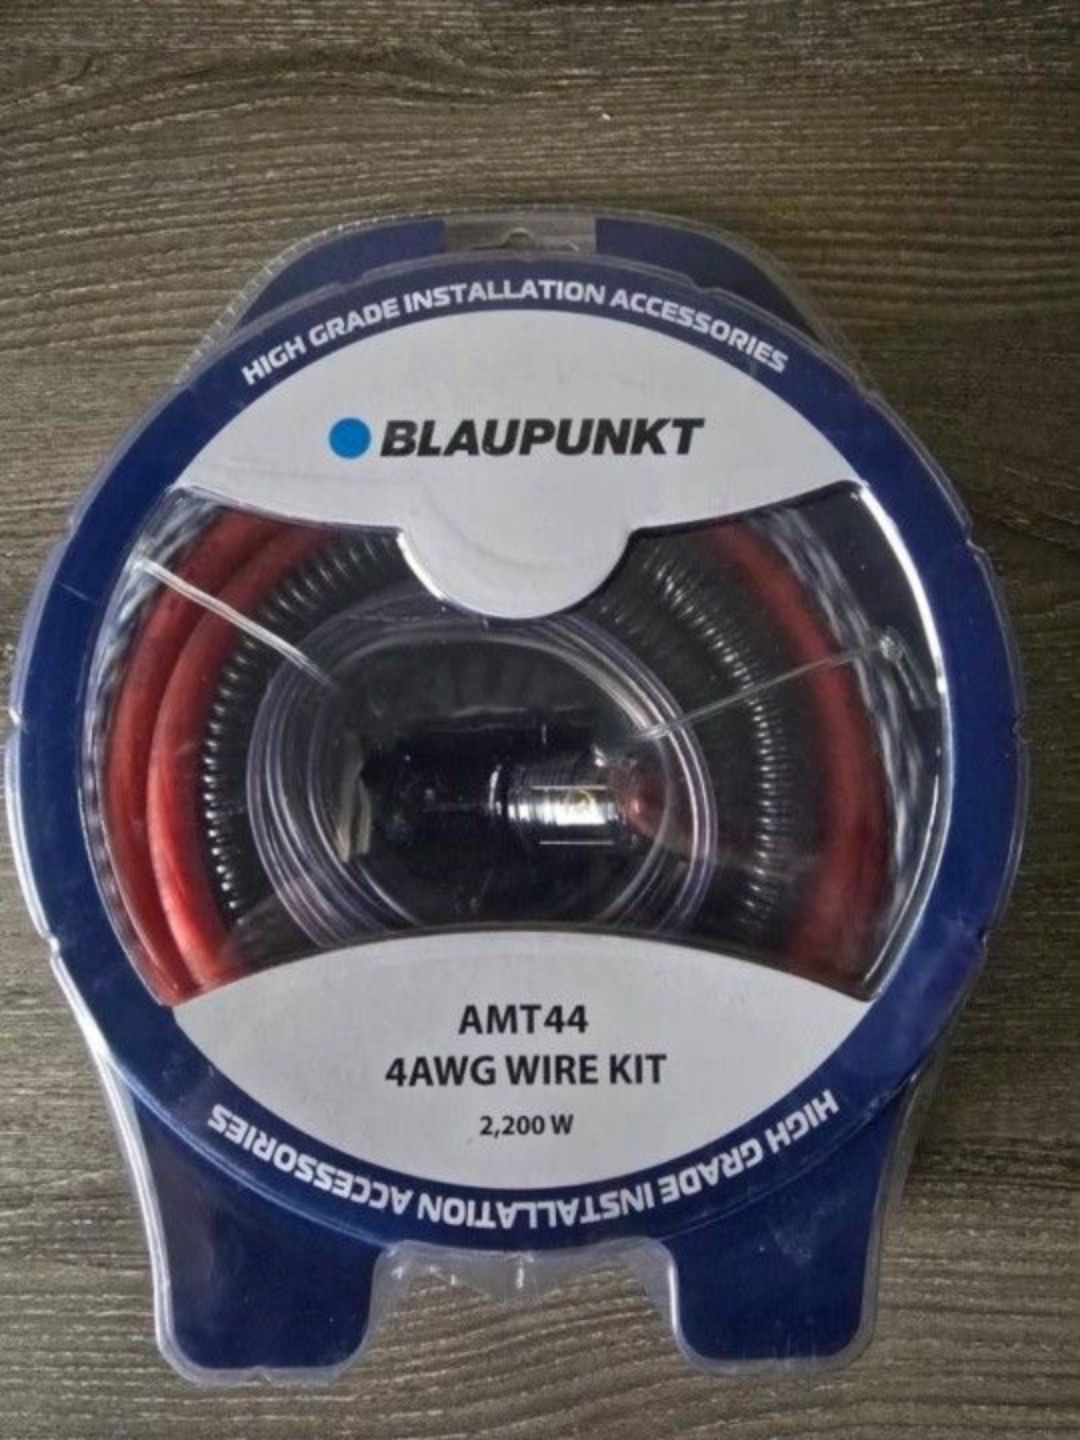 HIGH GRADE INSTALLATION ACCESSORIES
BLAUPUNKT
AMT44
4AWG WIRE KIT
2,200 W
HIGH GRADE INSTALLATION ACCESSORIES